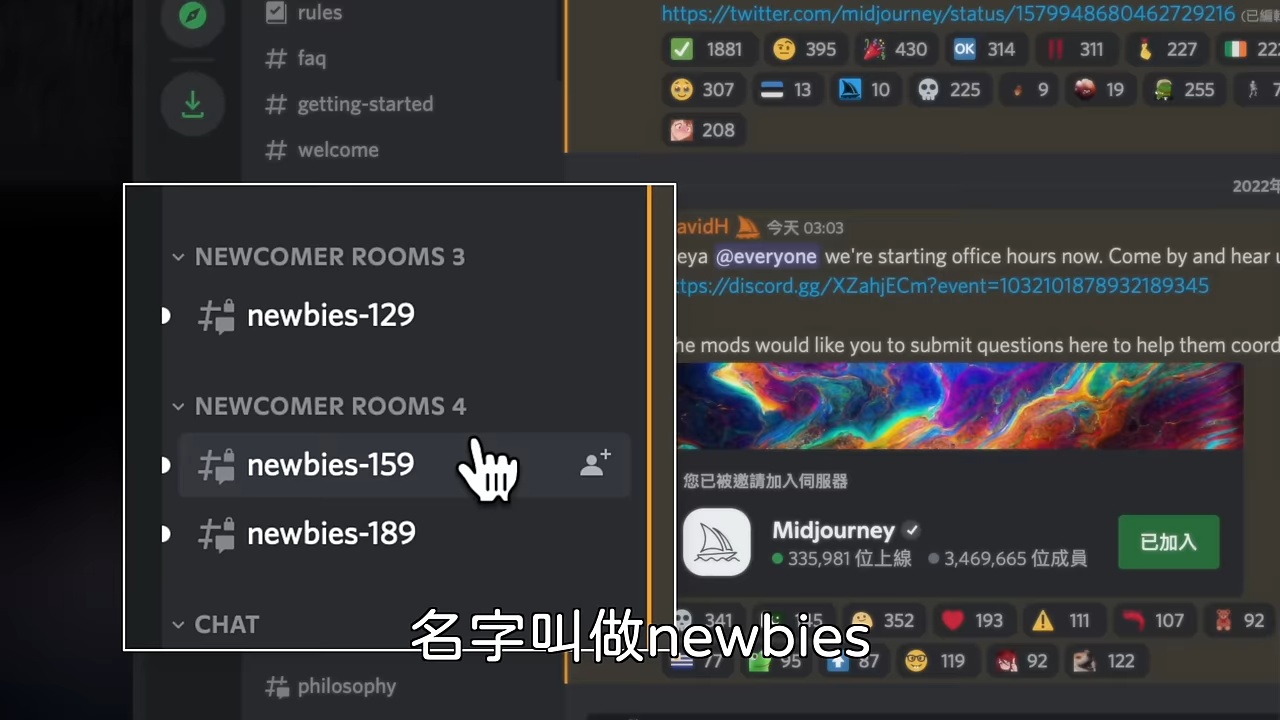 rules
faq
getting-started
welcome
NEWCOMER ROOMS 3
newbies-129
NEWCOMER ROOMS 4
newbies-159
newbies-189
CHAT
philosophy
https://twitter.com/midjourney/status/1579948680462729216
1881 395 430 OK 314 311 227
307 13 10 225 9 19 255
208
2022年
avidH 今天 03:03
eya @everyone we're starting office hours now. Come by and hear
ttps://discord.gg/XZahjECm?event=1032101878932189345
he mods would like you to submit questions here to help them coord
您已被邀請加入伺服器
Midjourney
335,981 位上線 3,469,665 位成員
已加入
341 352 193 111 107 92
77 95 87 119 92 122
名字叫做newbies